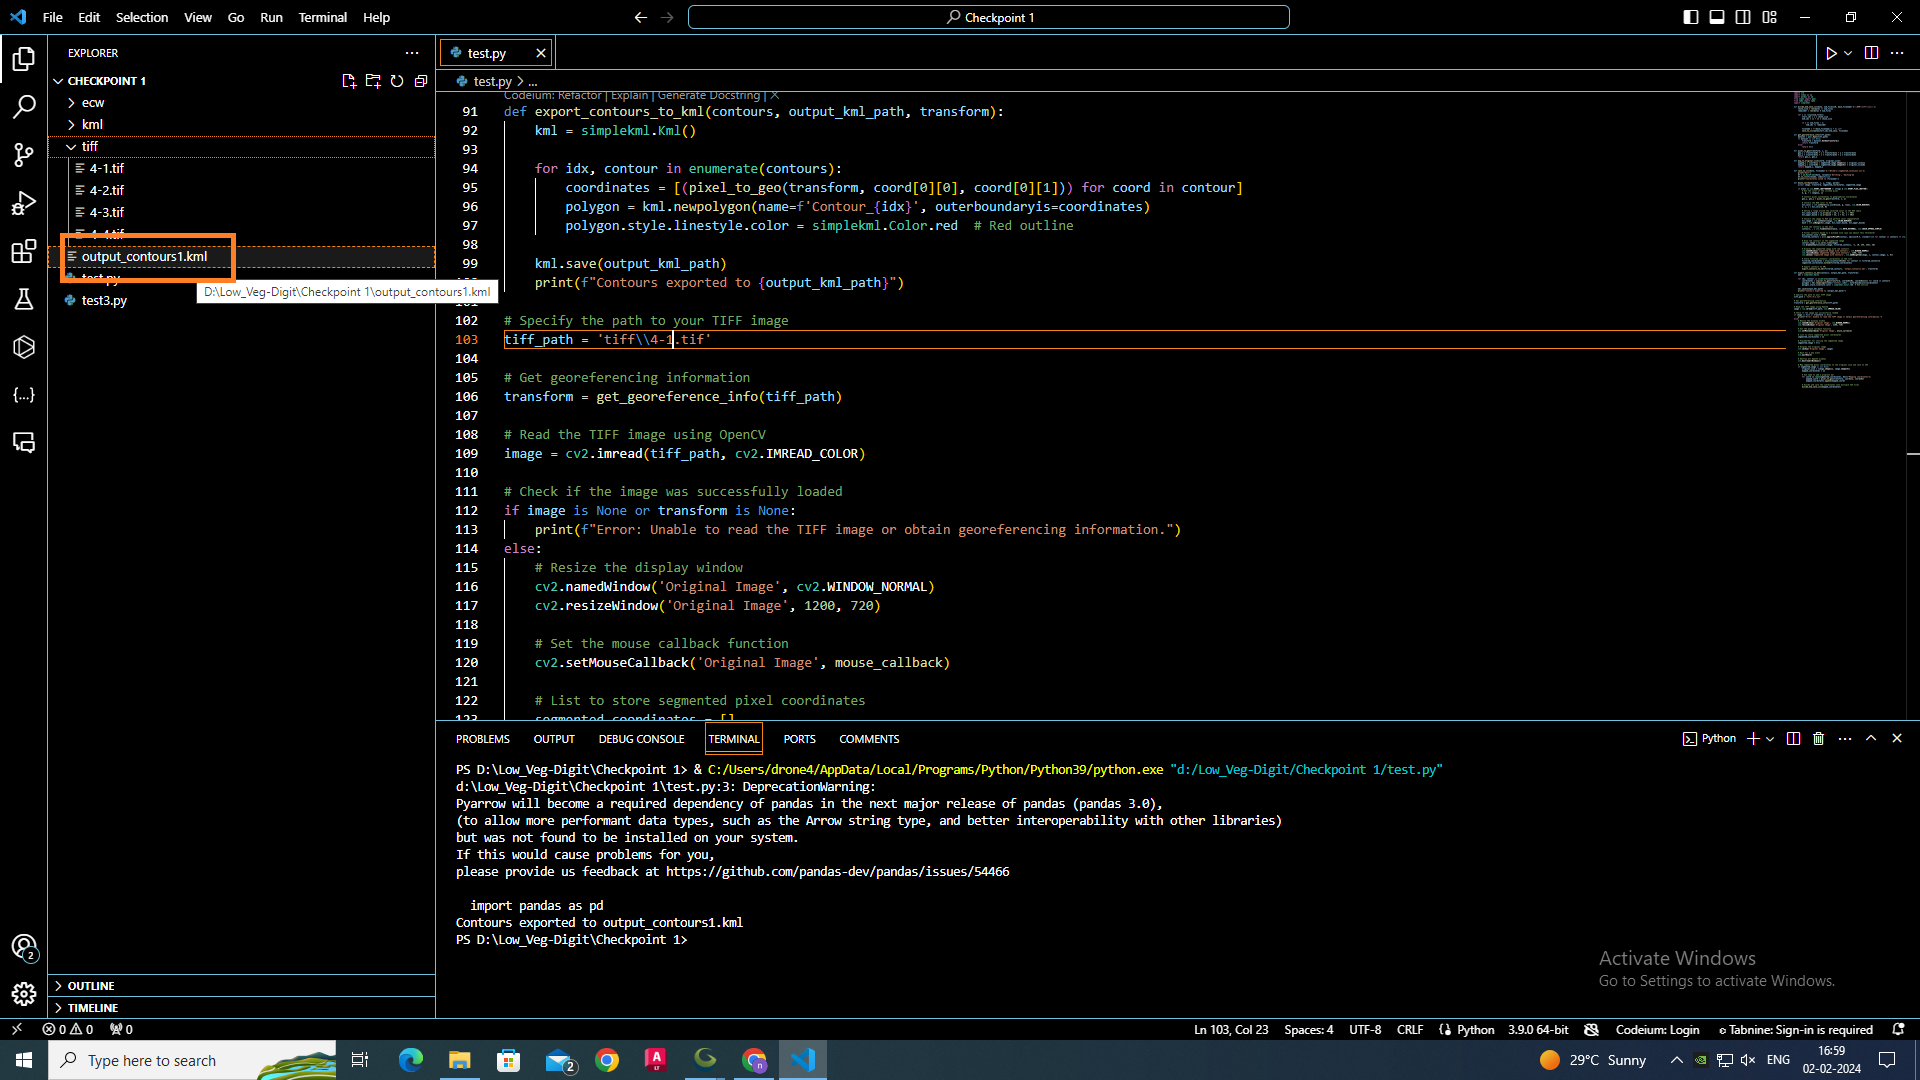 File Edit Selection View Go Run Terminal Help
Checkpoint 1
EXPLORER
CHECKPOINT 1
ecw
kml
tiff
4-1.tif
4-2.tif
4-3.tif
4-4.tif
output_contours1.kml
test.py
test3.py
D:\Low_Veg-Digit\Checkpoint 1\output_contours1.kml
OUTLINE
TIMELINE
test.py
test.py > ...
Codeium: Refactor | Explain | Generate Docstring | X
91 def export_contours_to_kml(contours, output_kml_path, transform):
92 kml = simplekml.Kml()
93
94 for idx, contour in enumerate(contours):
95 coordinates = [(pixel_to_geo(transform, coord[0][0], coord[0][1])) for coord in contour]
96 polygon = kml.newpolygon(name=f'Contour_{idx}', outerboundaryis=coordinates)
97 polygon.style.linestyle.color = simplekml.Color.red # Red outline
98
99 kml.save(output_kml_path)
print(f"Contours exported to {output_kml_path}")
101
102 # Specify the path to your TIFF image
103 tiff_path = 'tiff\\4-1.tif'
104
105 # Get georeferencing information
106 transform = get_georeference_info(tiff_path)
107
108 # Read the TIFF image using OpenCV
109 image = cv2.imread(tiff_path, cv2.IMREAD_COLOR)
110
111 # Check if the image was successfully loaded
112 if image is None or transform is None:
113 print(f"Error: Unable to read the TIFF image or obtain georeferencing information.")
114 else:
115 # Resize the display window
116 cv2.namedWindow('Original Image', cv2.WINDOW_NORMAL)
117 cv2.resizeWindow('Original Image', 1200, 720)
118
119 # Set the mouse callback function
120 cv2.setMouseCallback('Original Image', mouse_callback)
121
122 # List to store segmented pixel coordinates
123 segmented_coordinates = []
PROBLEMS OUTPUT DEBUG CONSOLE TERMINAL PORTS COMMENTS
Python
PS D:\Low_Veg-Digit\Checkpoint 1> & C:/Users/drone4/AppData/Local/Programs/Python/Python39/python.exe "d:/Low_Veg-Digit/Checkpoint 1/test.py"
d:\Low_Veg-Digit\Checkpoint 1\test.py:3: DeprecationWarning:
Pyarrow will become a required dependency of pandas in the next major release of pandas (pandas 3.0),
(to allow more performant data types, such as the Arrow string type, and better interoperability with other libraries)
but was not found to be installed on your system.
If this would cause problems for you,
please provide us feedback at https://github.com/pandas-dev/pandas/issues/54466
import pandas as pd
Contours exported to output_contours1.kml
PS D:\Low_Veg-Digit\Checkpoint 1>
Activate Windows
Go to Settings to activate Windows.
2
0 0 0
Ln 103, Col 23 Spaces: 4 UTF-8 CRLF Python 3.9.0 64-bit Codeium: Login Tabnine: Sign-in is required
Type here to search
2
29°C Sunny
ENG
16:59
02-02-2024